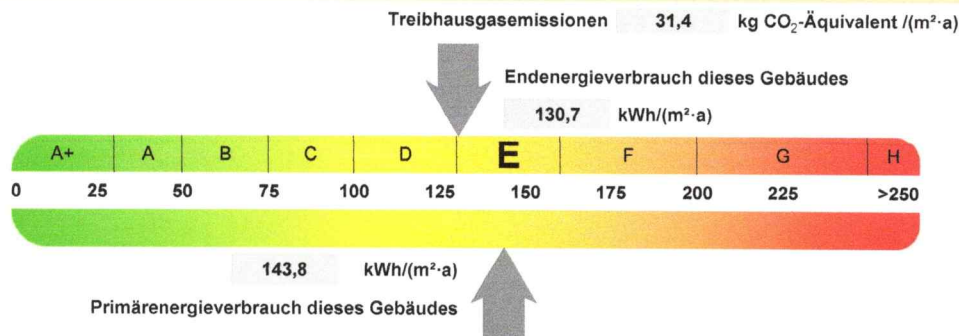 Treibhausgasemissionen 31,4 kg CO₂-Äquivalent /(m²·a)
Endenergieverbrauch dieses Gebäudes
130,7 kWh/(m²·a)
A+ A B C D E F G H
0 25 50 75 100 125 150 175 200 225 >250
143,8 kWh/(m²·a)
Primärenergieverbrauch dieses Gebäudes